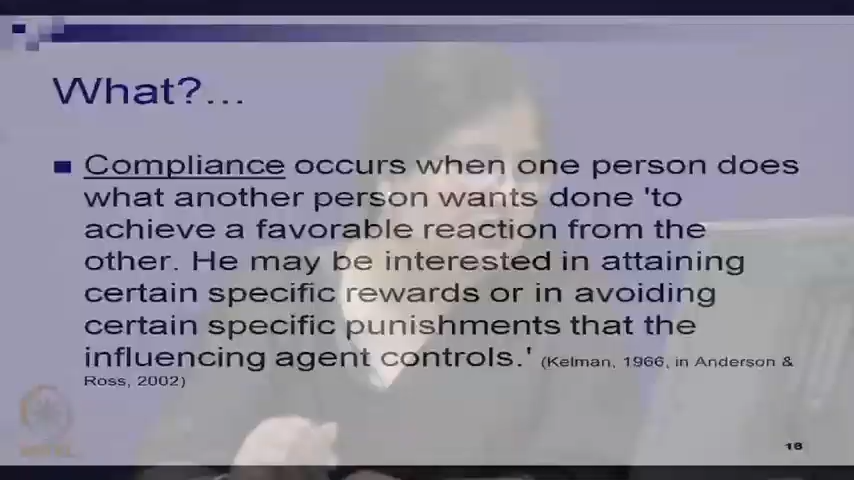 What?...
Compliance occurs when one person does
what another person wants done 'to
achieve a favorable reaction from the
other. He may be interested in attaining
certain specific rewards or in avoiding
certain specific punishments that the
influencing agent controls.' (Kelman, 1966, in Anderson &
Ross, 2002)
18